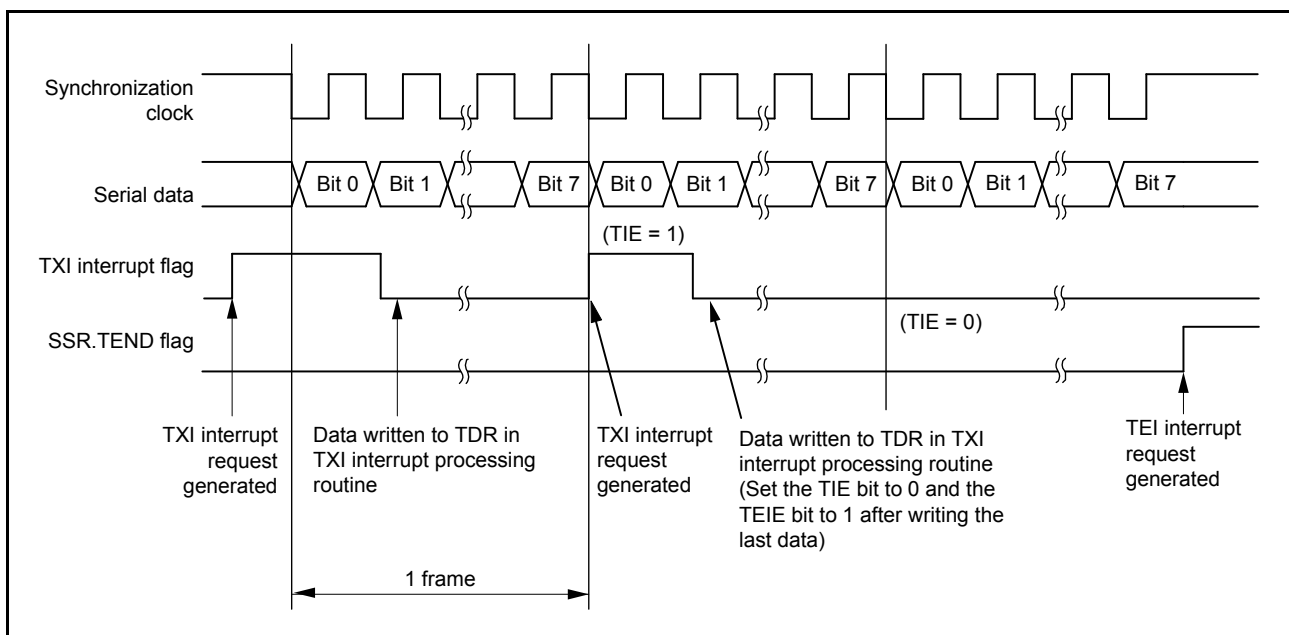 Synchronization
clock
Serial data
Bit 0 Bit 1 Bit 7 Bit 0 Bit 1 Bit 7 Bit 0 Bit 1 Bit 7
(TIE = 1)
TXI interrupt flag
(TIE = 0)
SSR.TEND flag
TXI interrupt
request
generated
Data written to TDR in
TXI interrupt processing
routine
TXI interrupt
request
generated
Data written to TDR in TXI
interrupt processing routine
(Set the TIE bit to 0 and the
TEIE bit to 1 after writing the
last data)
TEI interrupt
request
generated
1 frame